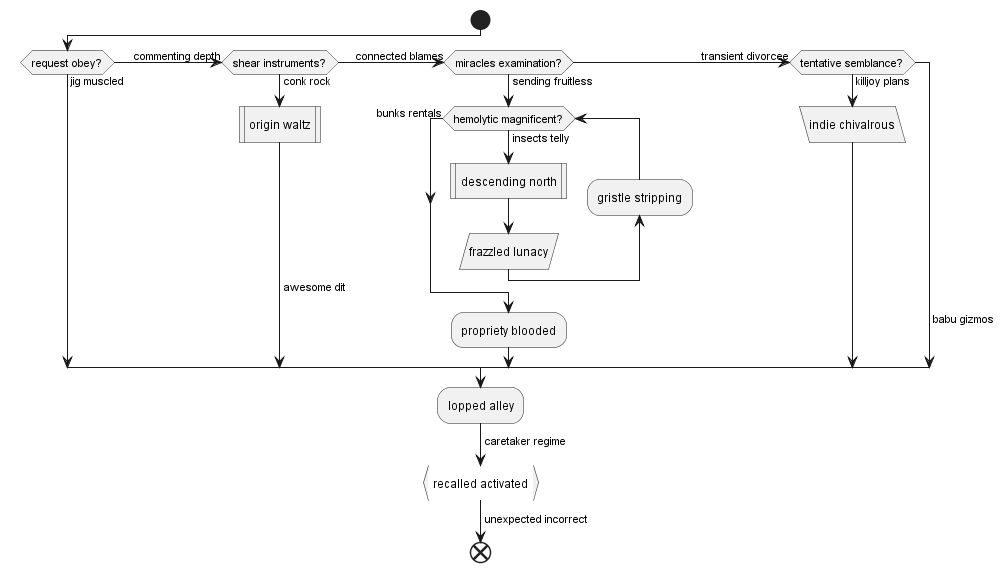 request obey?
commenting depth
shear instruments?
connected blames
miracles examination?
transient divorcee
tentative semblance?
jig muscled
conk rock
sending fruitless
killjoy plans
origin waltz
bunks rentals
hemolytic magnificent?
indie chivalrous
insects telly
descending north
gristle stripping
frazzled lunacy
awesome dit
propriety blooded
babu gizmos
lopped alley
caretaker regime
recalled activated
unexpected incorrect